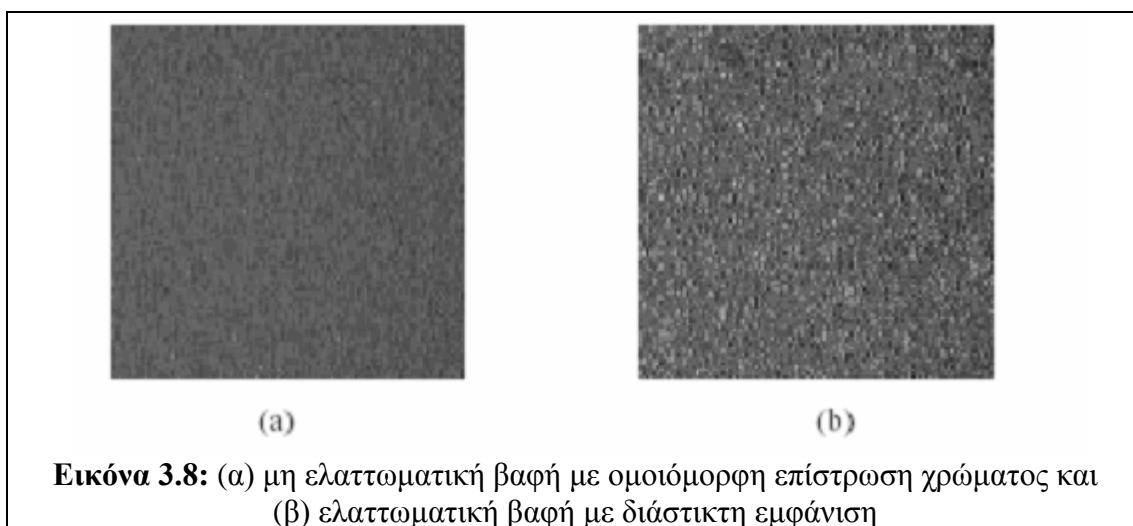 (a) (b)
Εικόνα 3.8: (α) μη ελαττωματική βαφή με ομοιόμορφη επίστρωση χρώματος και
(β) ελαττωματική βαφή με διάστικτη εμφάνιση